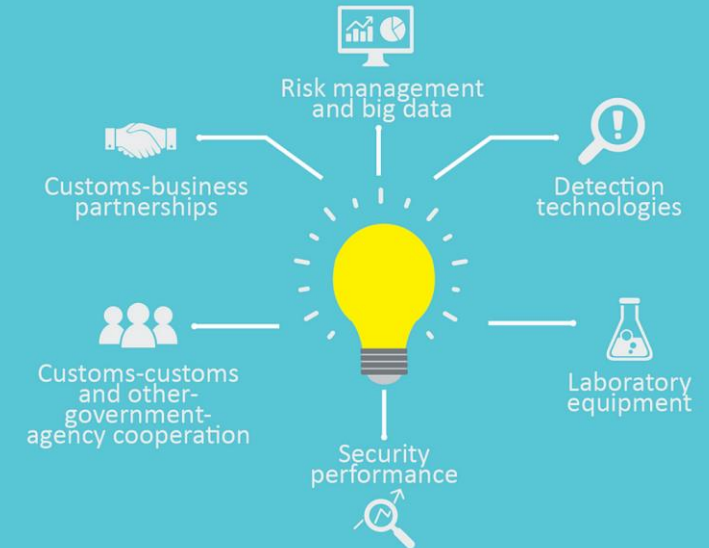 Risk management
and big data
Customs-business
partnerships
Detection
technologies
Customs-customs
and other-
government-
agency cooperation
Laboratory
equipment
Security
performance